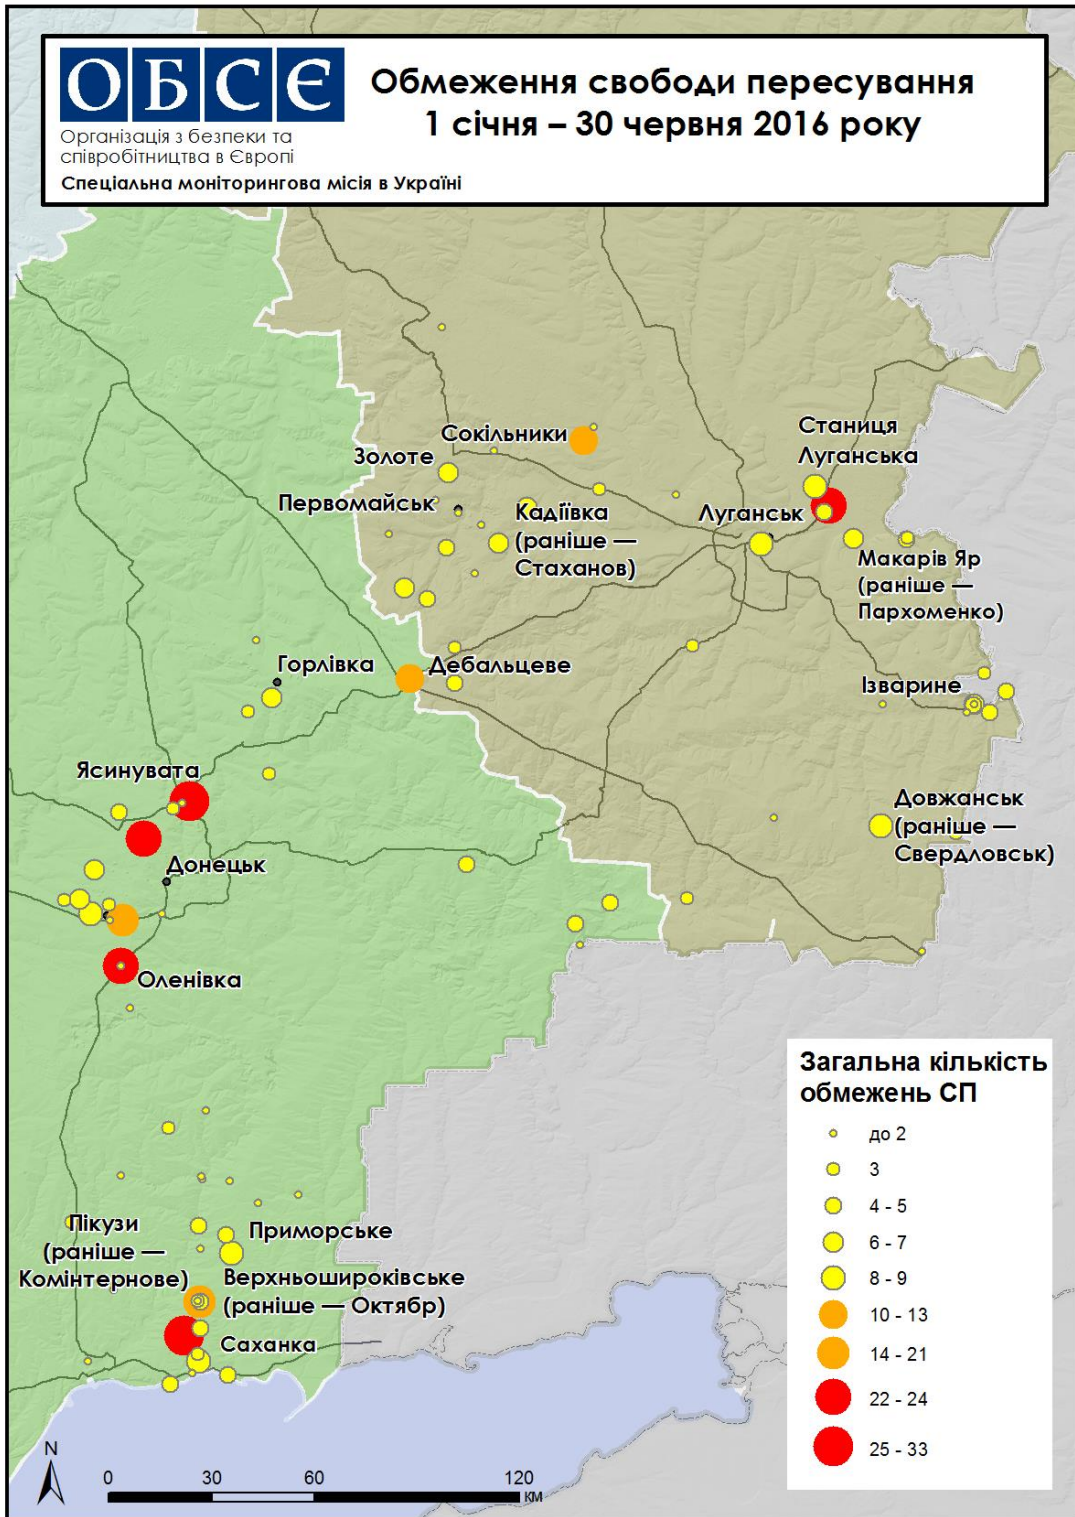 ОБСЄ
Організація з безпеки та
співробітництва в Європі
Спеціальна моніторингова місія в Україні
Обмеження свободи пересування
1 січня – 30 червня 2016 року
Сокільники
Золоте
Первомайськ
Кадіївка
(раніше —
Стаханов)
Станиця
Луганська
Луганськ
Макарів Яр
(раніше —
Пархоменко)
Горлівка
Дебальцеве
Ізварине
Ясинувата
Довжанськ
(раніше —
Свердловськ)
Донецьк
Оленівка
Пікузи
(раніше —
Комінтернове)
Приморське
Верхньошироківське
(раніше — Октябр)
Саханка
Загальна кількість
обмежень СП
до 2
3
4 - 5
6 - 7
8 - 9
10 - 13
14 - 21
22 - 24
25 - 33
N
0 30 60 120
км